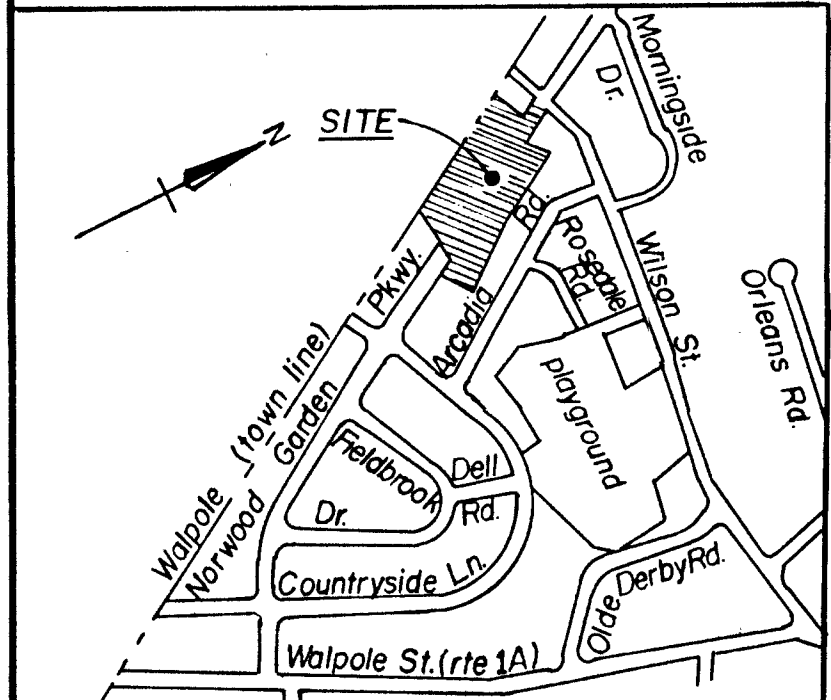 Morningside
Dr.
N
SITE
Rd.
Rosedale
Rd.
Wilson St.
Orleans Rd.
Pkwy.
Arcadia
playground
(town line)
Garden
Walpole
Norwood
Fieldbrook
Dr.
Dell
Rd.
Countryside Ln.
Olde
Derby Rd.
Walpole St. (rte 1A)